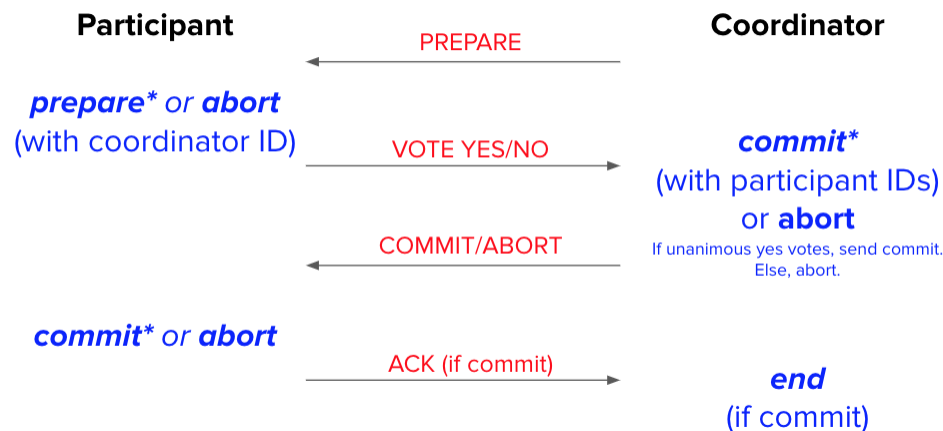 Participant
Coordinator
PREPARE
prepare* or abort
(with coordinator ID)
VOTE YES/NO
commit*
(with participant IDs)
or abort
If unanimous yes votes, send commit.
Else, abort.
COMMIT/ABORT
commit* or abort
ACK (if commit)
end
(if commit)